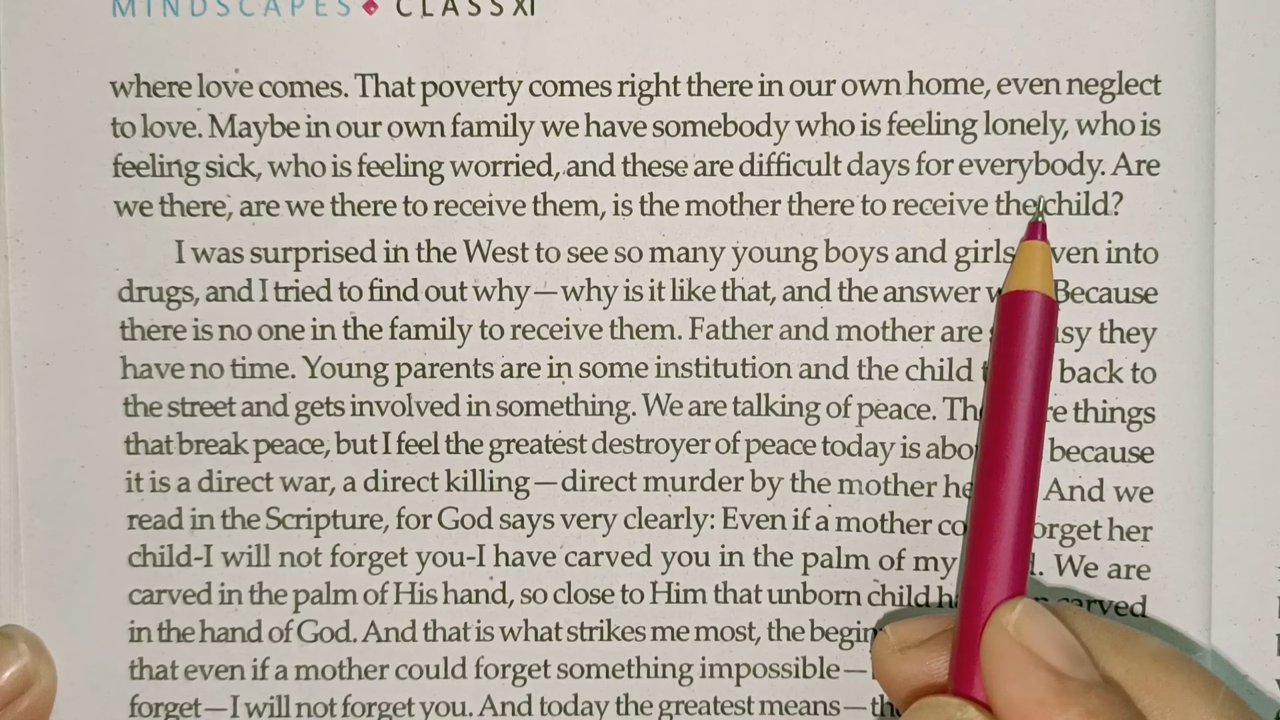 MINDSCAPES CLASS XI
where love comes. That poverty comes right there in our own home, even neglect
to love. Maybe in our own family we have somebody who is feeling lonely, who is
feeling sick, who is feeling worried, and these are difficult days for everybody. Are
we there, are we there to receive them, is the mother there to receive the child?
I was surprised in the West to see so many young boys and girls into
drugs, and I tried to find out why—why is it like that, and the answer Because
there is no one in the family to receive them. Father and mother are they
have no time. Young parents are in some institution and the child back to
the street and gets involved in something. We are talking of peace. things
that break peace, but I feel the greatest destroyer of peace today is because
it is a direct war, a direct killing—direct murder by the mother And we
read in the Scripture, for God says very clearly: Even if a mother her
child-I will not forget you-I have carved you in the palm of my We are
carved in the palm of His hand, so close to Him that unborn child carved
in the hand of God. And that is what strikes me most, the
that even if a mother could forget something impossible—
forget—I will not forget you. And today the greatest means—